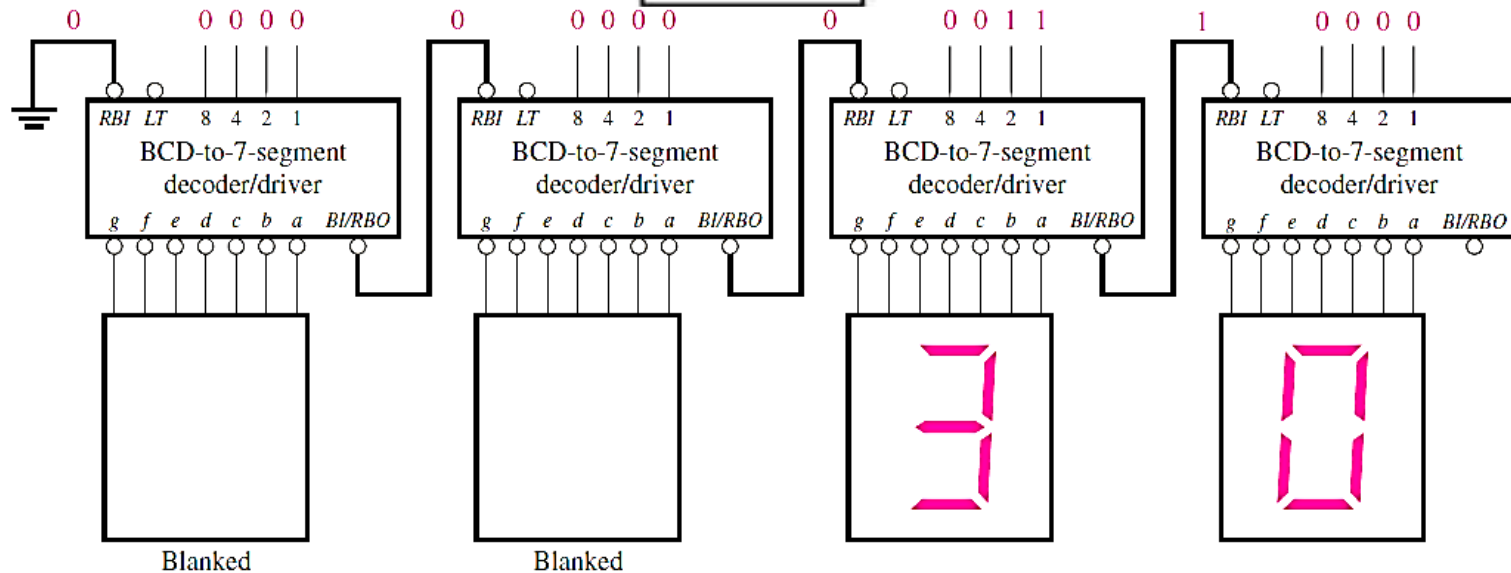 0 0 0 0 0 0 0 0 0 0 0 0 1 1 1 0 0 0 0
RBI LT 8 4 2 1 RBI LT 8 4 2 1 RBI LT 8 4 2 1 RBI LT 8 4 2 1
BCD-to-7-segment BCD-to-7-segment BCD-to-7-segment BCD-to-7-segment
decoder/driver decoder/driver decoder/driver decoder/driver
g f e d c b a BI/RBO g f e d c b a BI/RBO g f e d c b a BI/RBO g f e d c b a BI/RBO
3 0
Blanked Blanked